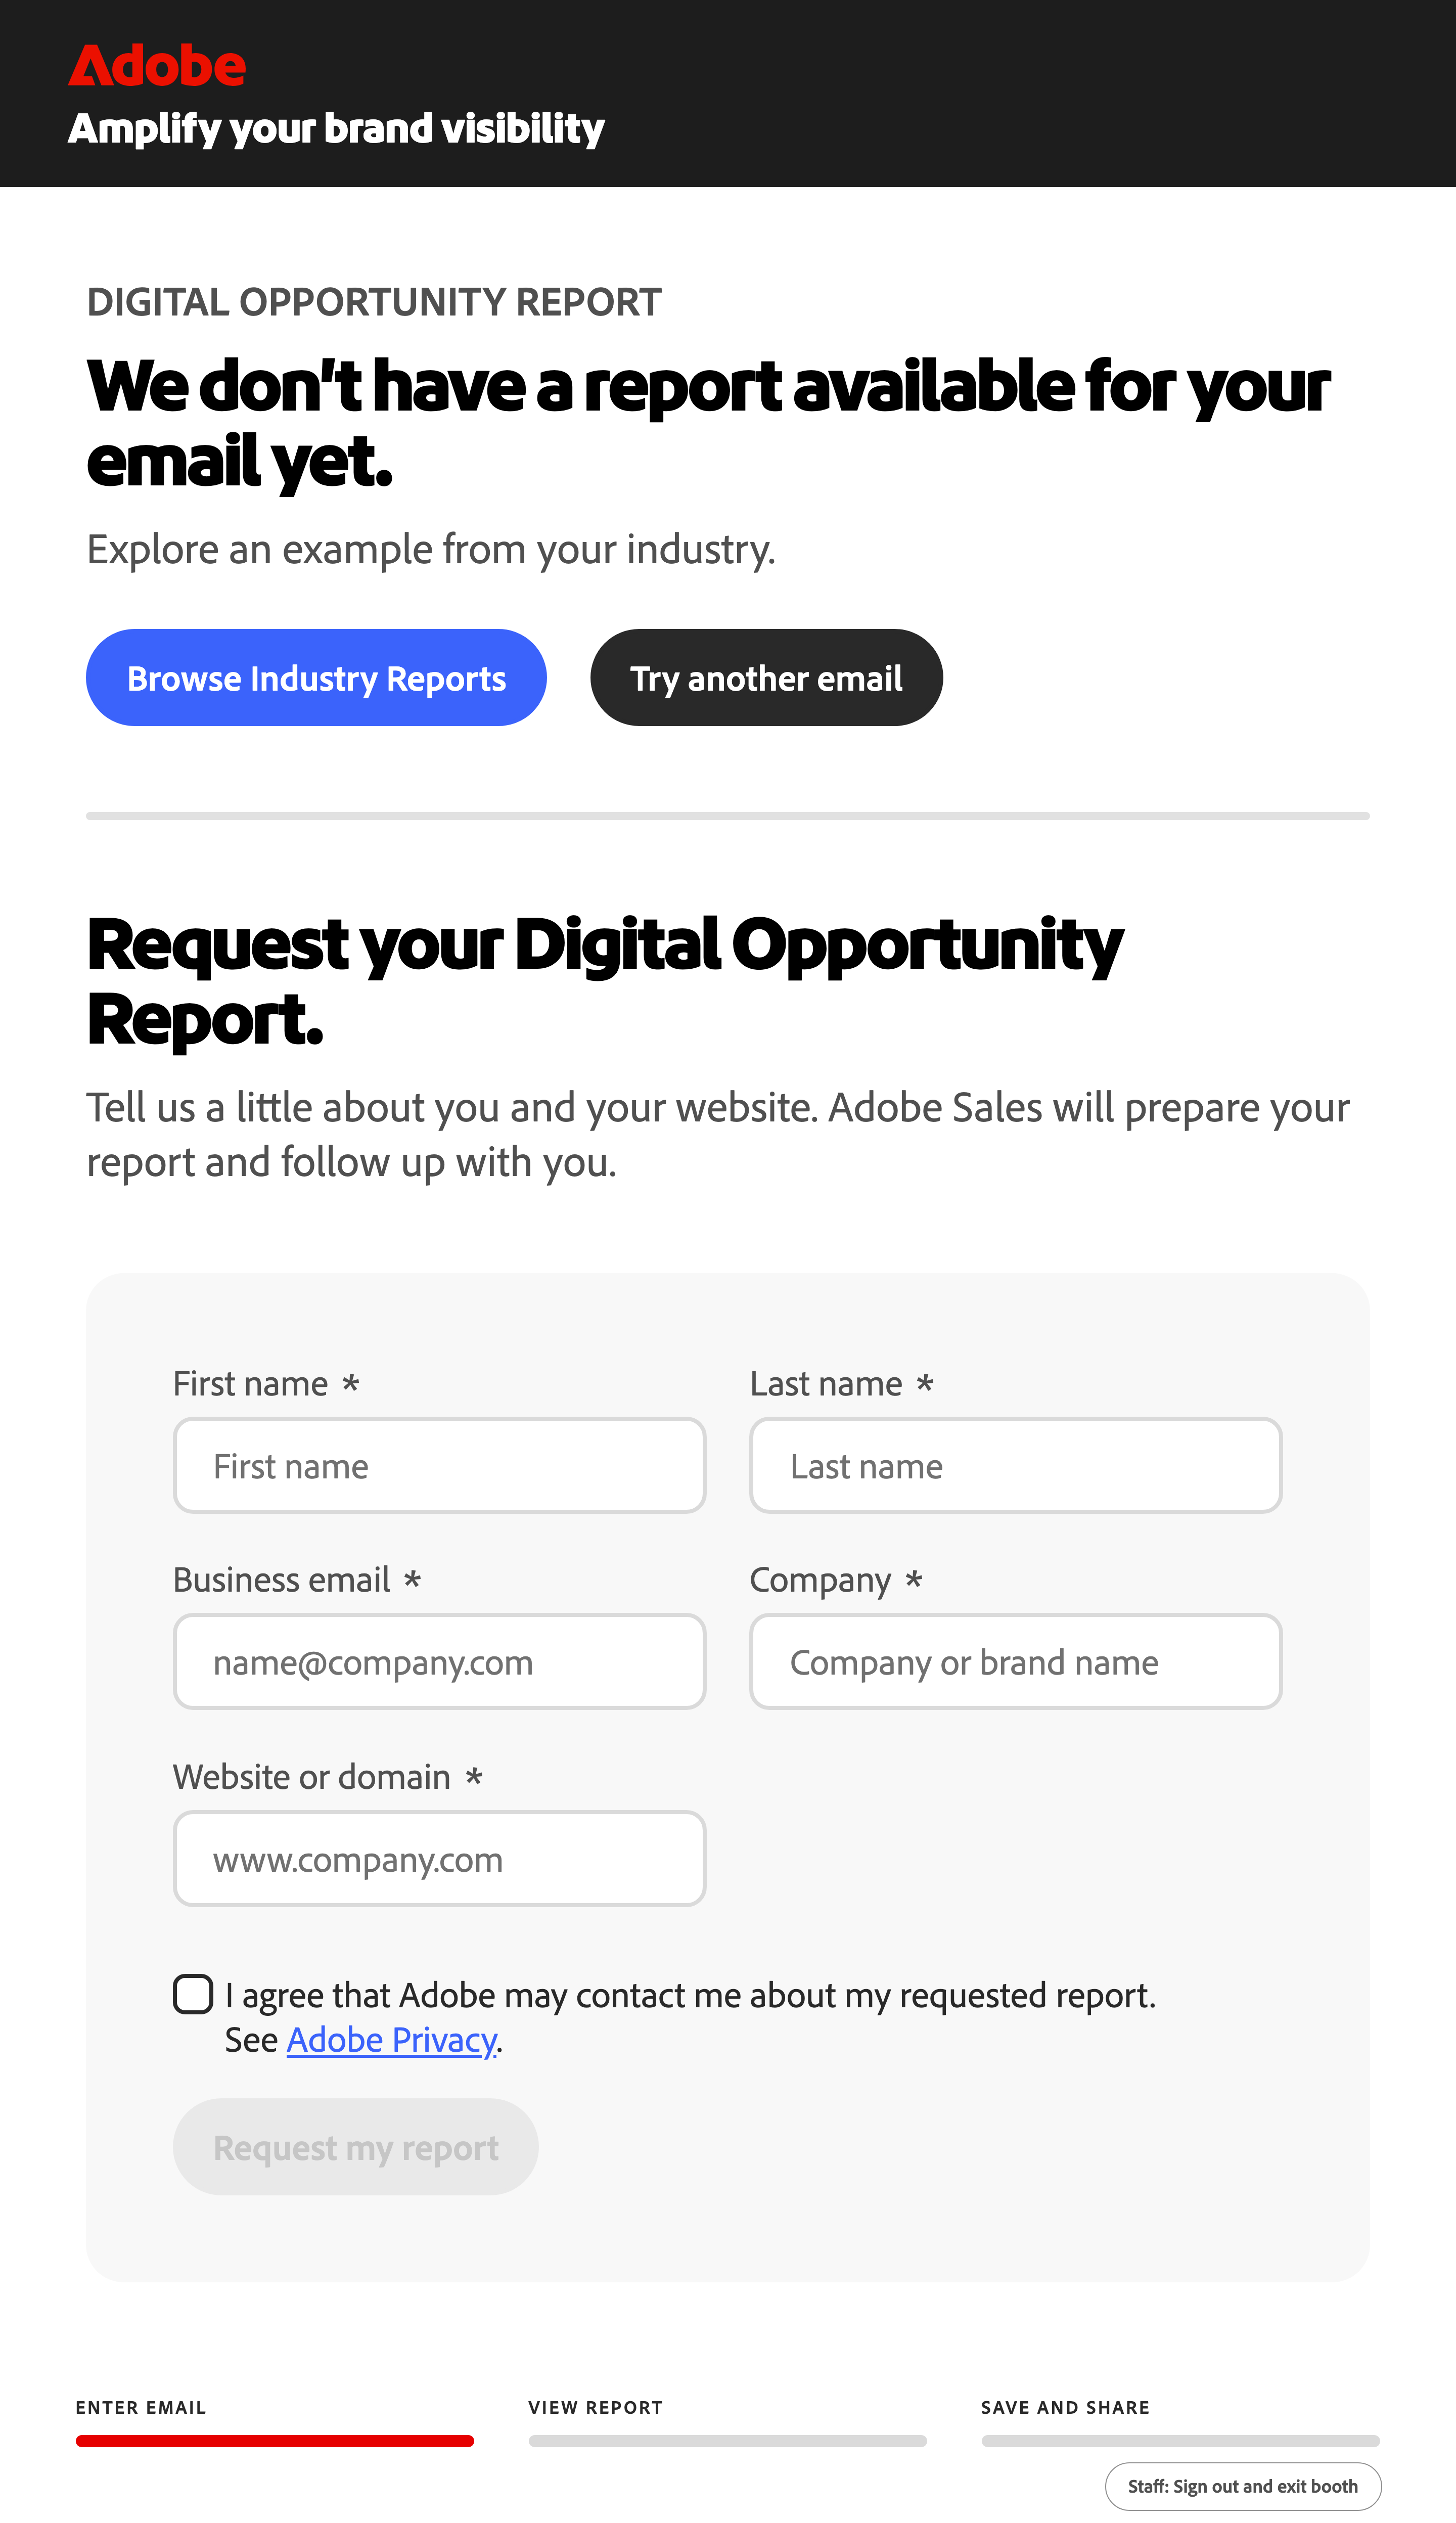 Adobe
Amplify your brand visibility
DIGITAL OPPORTUNITY REPORT
We don't have a report available for your
email yet.
Explore an example from your industry.
Browse Industry Reports
Try another email
Request your Digital Opportunity
Report.
Tell us a little about you and your website. Adobe Sales will prepare your
report and follow up with you.
First name *
Last name *
First name
Last name
Business email *
Company *
name@company.com
Company or brand name
Website or domain *
www.company.com
I agree that Adobe may contact me about my requested report.
See Adobe Privacy.
Request my report
ENTER EMAIL
VIEW REPORT
SAVE AND SHARE
Staff: Sign out and exit booth